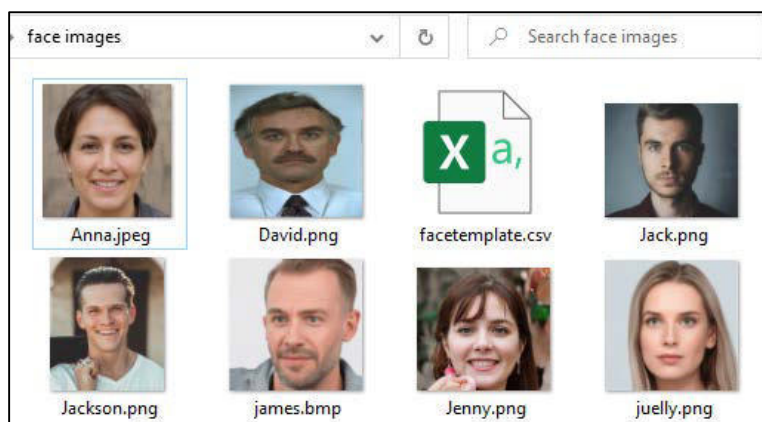 face images
Search face images
X a,
Anna.jpeg
David.png
facetemplate.csv
Jack.png
Jackson.png
james.bmp
Jenny.png
juelly.png